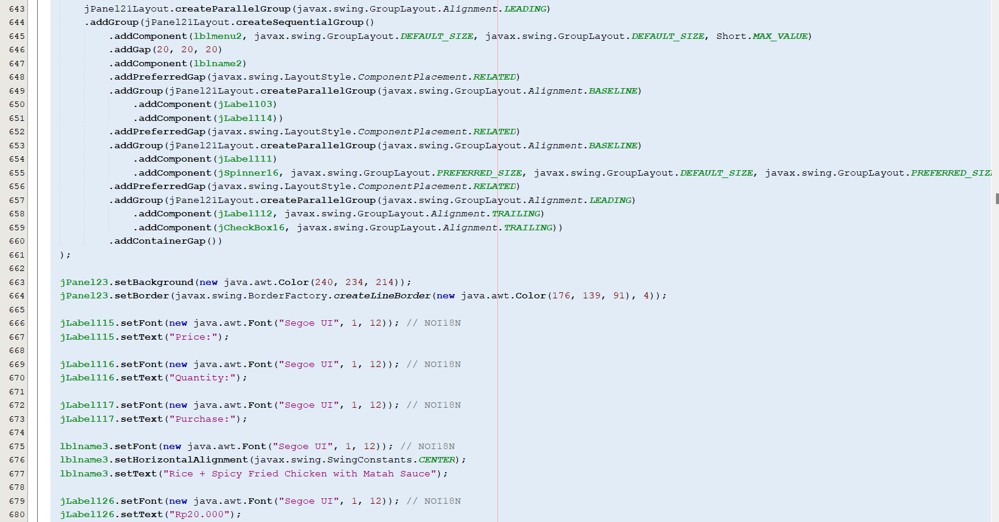 643 jPanel21Layout.createParallelGroup(javax.swing.GroupLayout.Alignment.LEADING)
644 .addGroup(jPanel21Layout.createSequentialGroup()
645 .addComponent(lblmenu2, javax.swing.GroupLayout.DEFAULT_SIZE, javax.swing.GroupLayout.DEFAULT_SIZE, Short.MAX_VALUE)
646 .addGap(20, 20, 20)
647 .addComponent(lblname2)
648 .addPreferredGap(javax.swing.LayoutStyle.ComponentPlacement.RELATED)
649 .addGroup(jPanel21Layout.createParallelGroup(javax.swing.GroupLayout.Alignment.BASELINE)
650 .addComponent(jLabel103)
651 .addComponent(jLabel114))
652 .addPreferredGap(javax.swing.LayoutStyle.ComponentPlacement.RELATED)
653 .addGroup(jPanel21Layout.createParallelGroup(javax.swing.GroupLayout.Alignment.BASELINE)
654 .addComponent(jLabel111)
655 .addComponent(jSpinner16, javax.swing.GroupLayout.PREFERRED_SIZE, javax.swing.GroupLayout.DEFAULT_SIZE, javax.swing.GroupLayout.PREFERRED_SIZ
656 .addPreferredGap(javax.swing.LayoutStyle.ComponentPlacement.RELATED)
657 .addGroup(jPanel21Layout.createParallelGroup(javax.swing.GroupLayout.Alignment.LEADING)
658 .addComponent(jLabel112, javax.swing.GroupLayout.Alignment.TRAILING)
659 .addComponent(jCheckBox16, javax.swing.GroupLayout.Alignment.TRAILING))
660 .addContainerGap())
661 );
662
663 jPanel23.setBackground(new java.awt.Color(240, 234, 214));
664 jPanel23.setBorder(javax.swing.BorderFactory.createLineBorder(new java.awt.Color(176, 139, 91), 4));
665
666 jLabel115.setFont(new java.awt.Font("Segoe UI", 1, 12)); // NOI18N
667 jLabel115.setText("Price:");
668
669 jLabel116.setFont(new java.awt.Font("Segoe UI", 1, 12)); // NOI18N
670 jLabel116.setText("Quantity:");
671
672 jLabel117.setFont(new java.awt.Font("Segoe UI", 1, 12)); // NOI18N
673 jLabel117.setText("Purchase:");
674
675 lblname3.setFont(new java.awt.Font("Segoe UI", 1, 12)); // NOI18N
676 lblname3.setHorizontalAlignment(javax.swing.SwingConstants.CENTER);
677 lblname3.setText("Rice + Spicy Fried Chicken with Matah Sauce");
678
679 jLabel126.setFont(new java.awt.Font("Segoe UI", 1, 12)); // NOI18N
680 jLabel126.setText("Rp20.000");